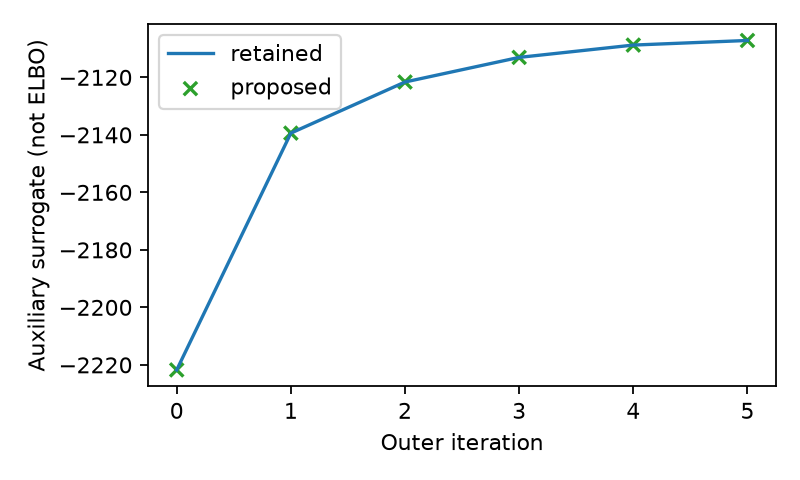 retained
proposed
Auxiliary surrogate (not ELBO)
−2120
−2140
−2160
−2180
−2200
−2220
0 1 2 3 4 5
Outer iteration